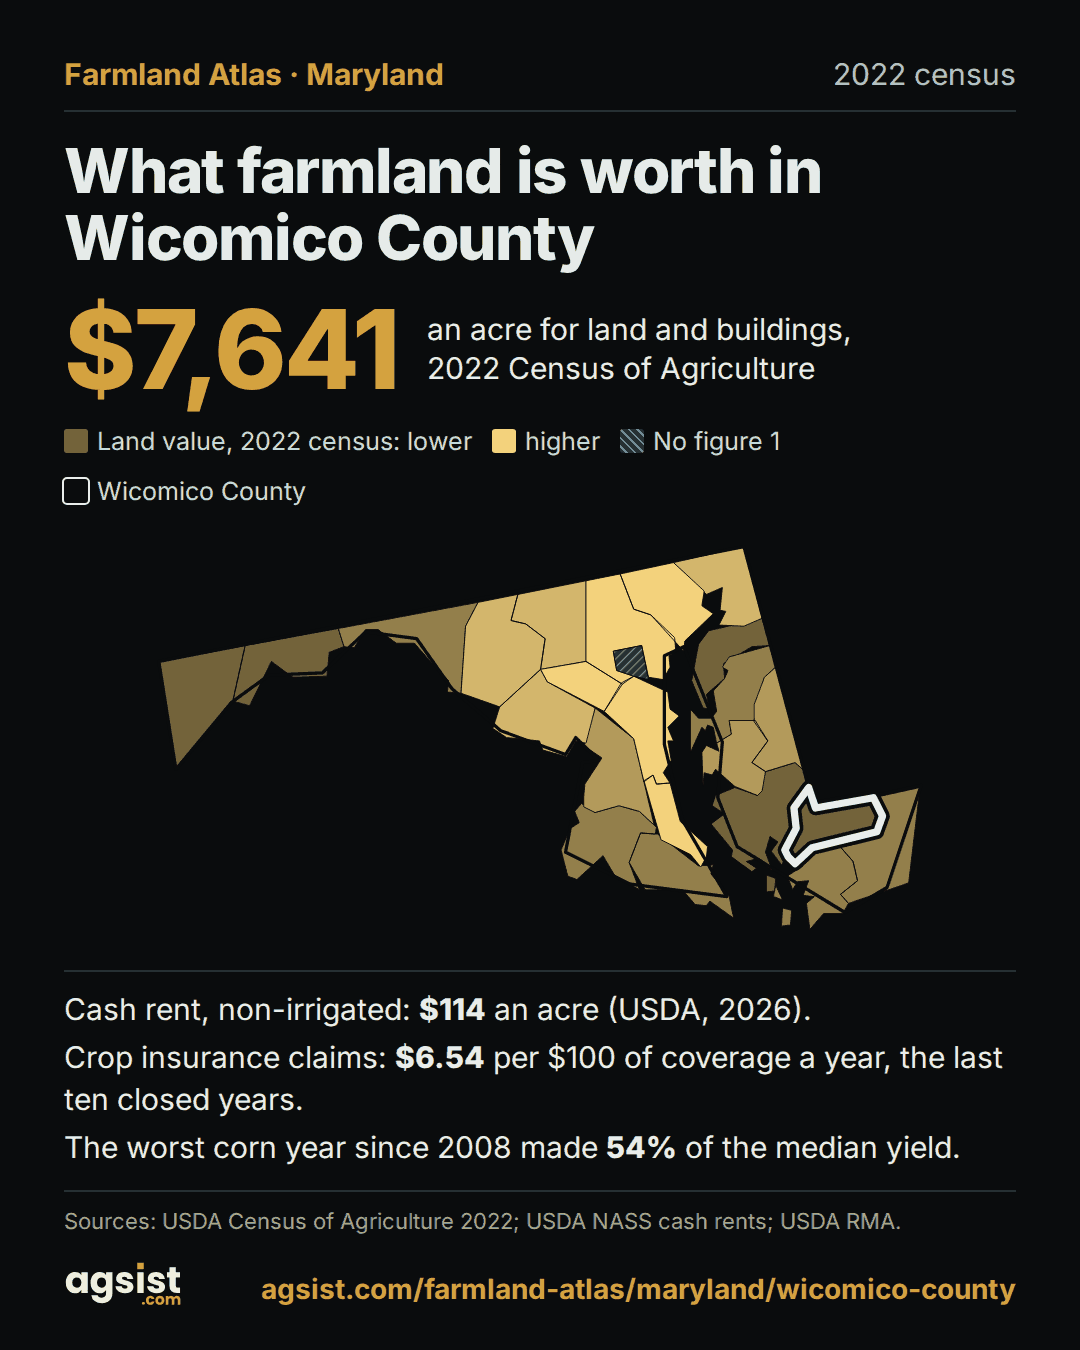 Farmland Atlas · Maryland
2022 census
What farmland is worth in
Wicomico County
$7,641
an acre for land and buildings,
2022 Census of Agriculture
Land value, 2022 census: lower
higher
No figure 1
Wicomico County
Cash rent, non-irrigated: $114 an acre (USDA, 2026).
Crop insurance claims: $6.54 per $100 of coverage a year, the last
ten closed years.
The worst corn year since 2008 made 54% of the median yield.
Sources: USDA Census of Agriculture 2022; USDA NASS cash rents; USDA RMA.
agsist
.com
agsist.com/farmland-atlas/maryland/wicomico-county